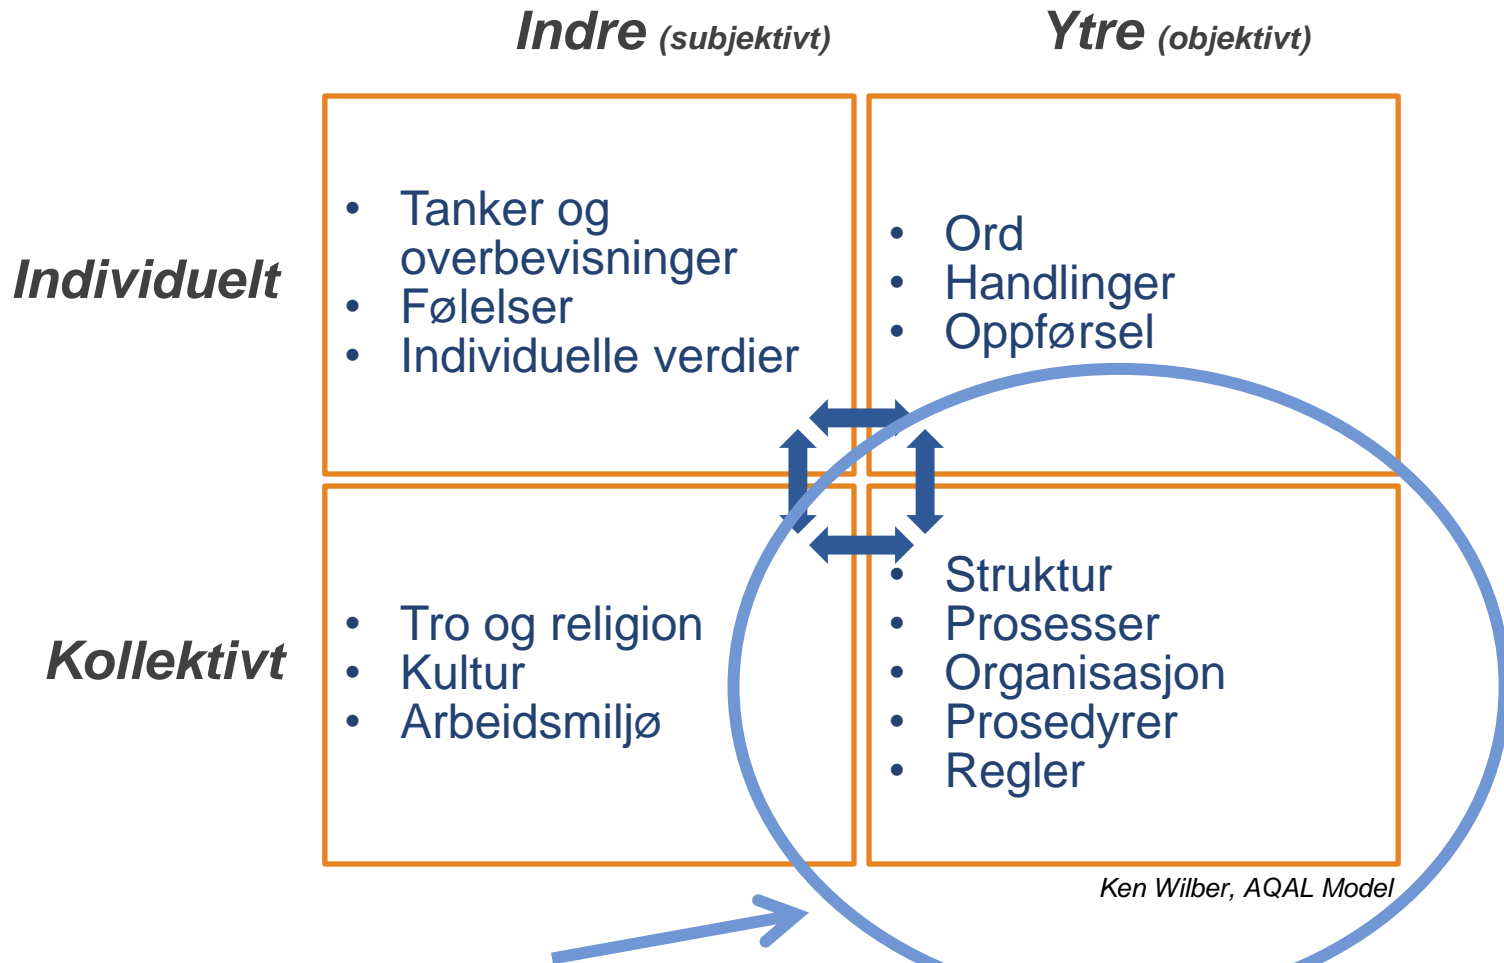 Indre (subjektivt)
Ytre (objektivt)
Individuelt
• Tanker og
overbevisninger
• Følelser
• Individuelle verdier
• Ord
• Handlinger
• Oppførsel
Kollektivt
• Tro og religion
• Kultur
• Arbeidsmiljø
• Struktur
• Prosesser
• Organisasjon
• Prosedyrer
• Regler
Ken Wilber, AQAL Model